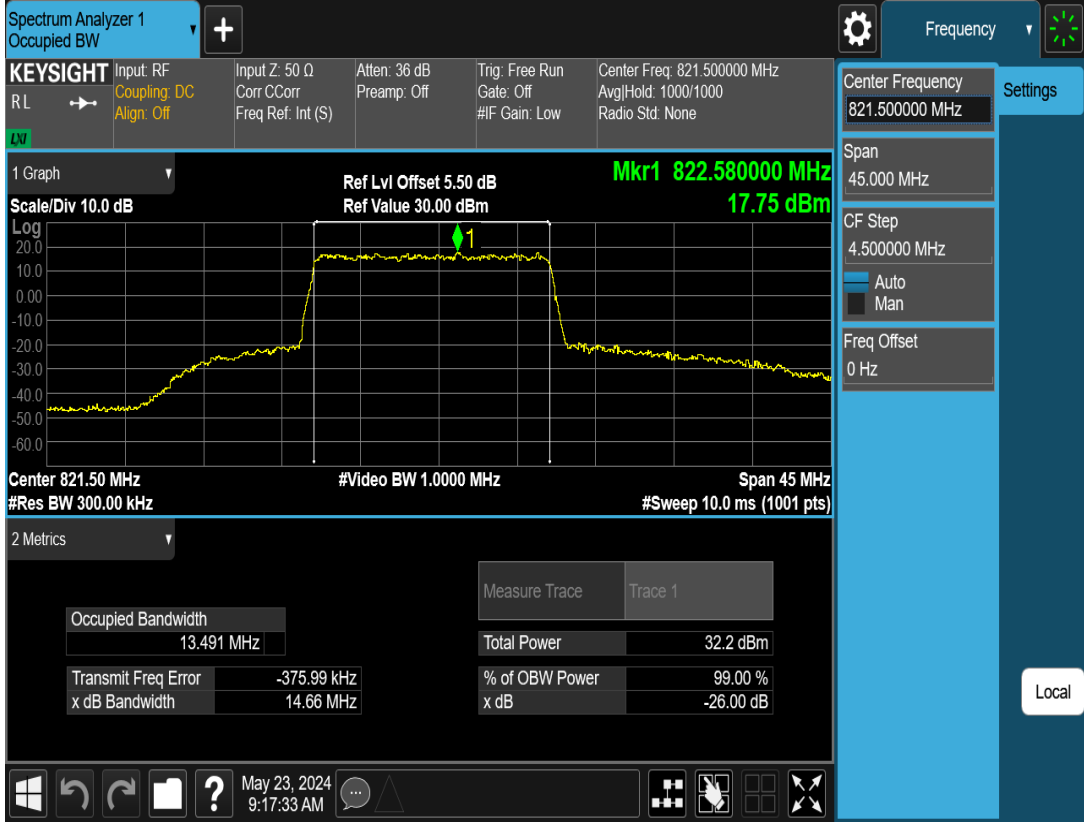 Spectrum Analyzer 1
Occupied BW
+
Frequency
KEYSIGHT
RL
LXI
Input: RF
Coupling: DC
Align: Off
Input Z: 50 Ω
Corr CCorr
Freq Ref: Int (S)
Atten: 36 dB
Preamp: Off
Trig: Free Run
Gate: Off
#IF Gain: Low
Center Freq: 821.500000 MHz
Avg|Hold: 1000/1000
Radio Std: None
Center Frequency
821.500000 MHz
Settings
Span
45.000 MHz
CF Step
4.500000 MHz
Auto
Man
Freq Offset
0 Hz
Local
1 Graph
Scale/Div 10.0 dB
Ref Lvl Offset 5.50 dB
Ref Value 30.00 dBm
Mkr1 822.580000 MHz
17.75 dBm
Log
1
20.0
10.0
0.00
-10.0
-20.0
-30.0
-40.0
-50.0
-60.0
Center 821.50 MHz
#Video BW 1.0000 MHz
Span 45 MHz
#Res BW 300.00 kHz
#Sweep 10.0 ms (1001 pts)
2 Metrics
Measure Trace
Trace 1
Occupied Bandwidth
13.491 MHz
Total Power
32.2 dBm
Transmit Freq Error
-375.99 kHz
% of OBW Power
99.00 %
x dB Bandwidth
14.66 MHz
x dB
-26.00 dB
?
May 23, 2024
9:17:33 AM